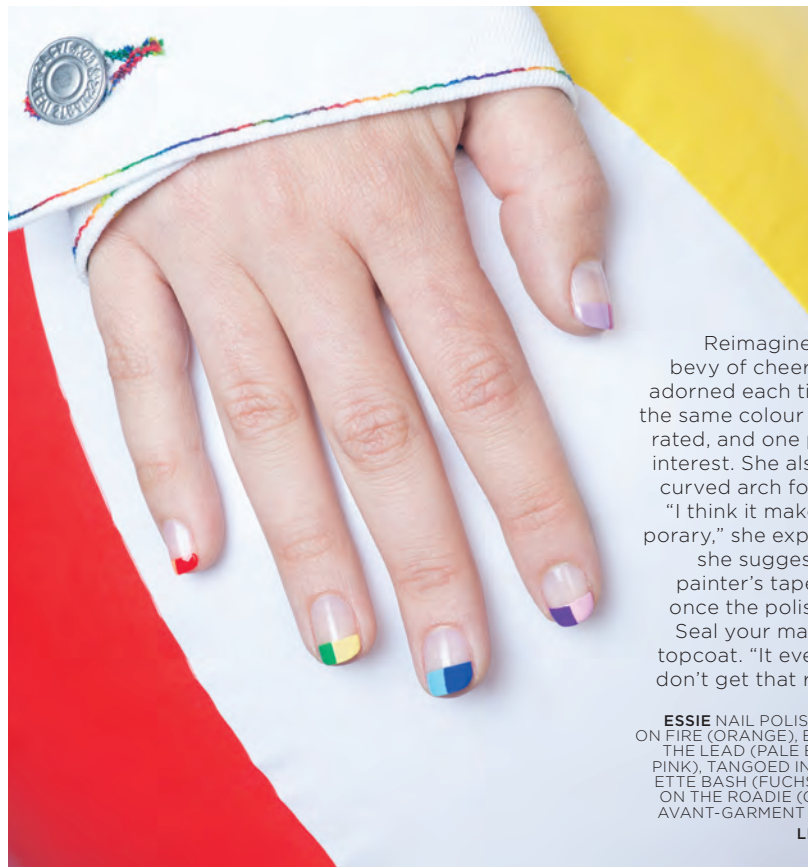 Reimagine
bevy of cheer
adorned each ti
the same colour
rated, and one p
interest. She als
curved arch fo
“I think it mak
porary,” she exp
she sugges
painter’s tape
once the polis
Seal your ma
topcoat. “It eve
don’t get that r
ESSIE NAIL POLIS
ON FIRE (ORANGE), B
THE LEAD (PALE B
PINK), TANGOED IN
ETTE BASH (FUCHS
ON THE ROADIE (G
AVANT-GARMENT